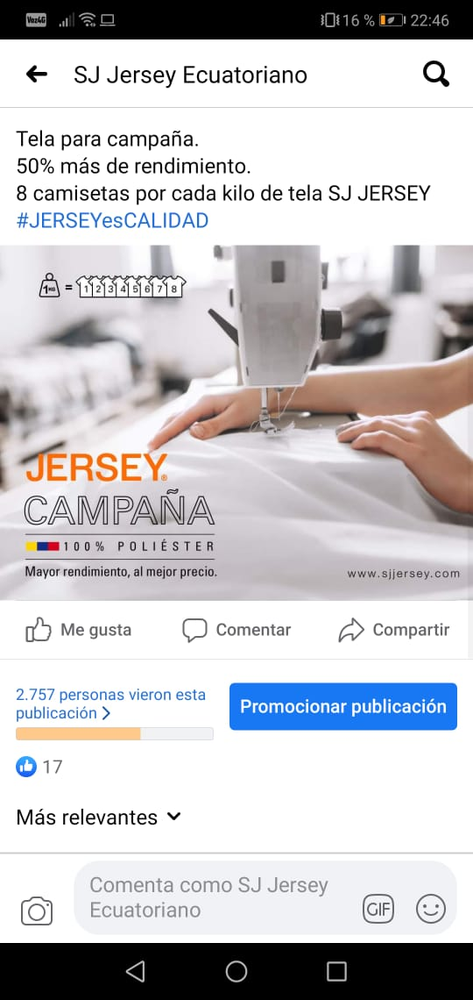 Voz4G 16 % 22:46
SJ Jersey Ecuatoriano
Tela para campaña.
50% más de rendimiento.
8 camisetas por cada kilo de tela SJ JERSEY
#JERSEYesCALIDAD
1KG = 1 2 3 4 5 6 7 8
JERSEY®
CAMPAÑA
100% POLIÉSTER
Mayor rendimiento, al mejor precio.
www.sjjersey.com
Me gusta Comentar Compartir
2.757 personas vieron esta
publicación
Promocionar publicación
17
Más relevantes
Comenta como SJ Jersey
Ecuatoriano
GIF